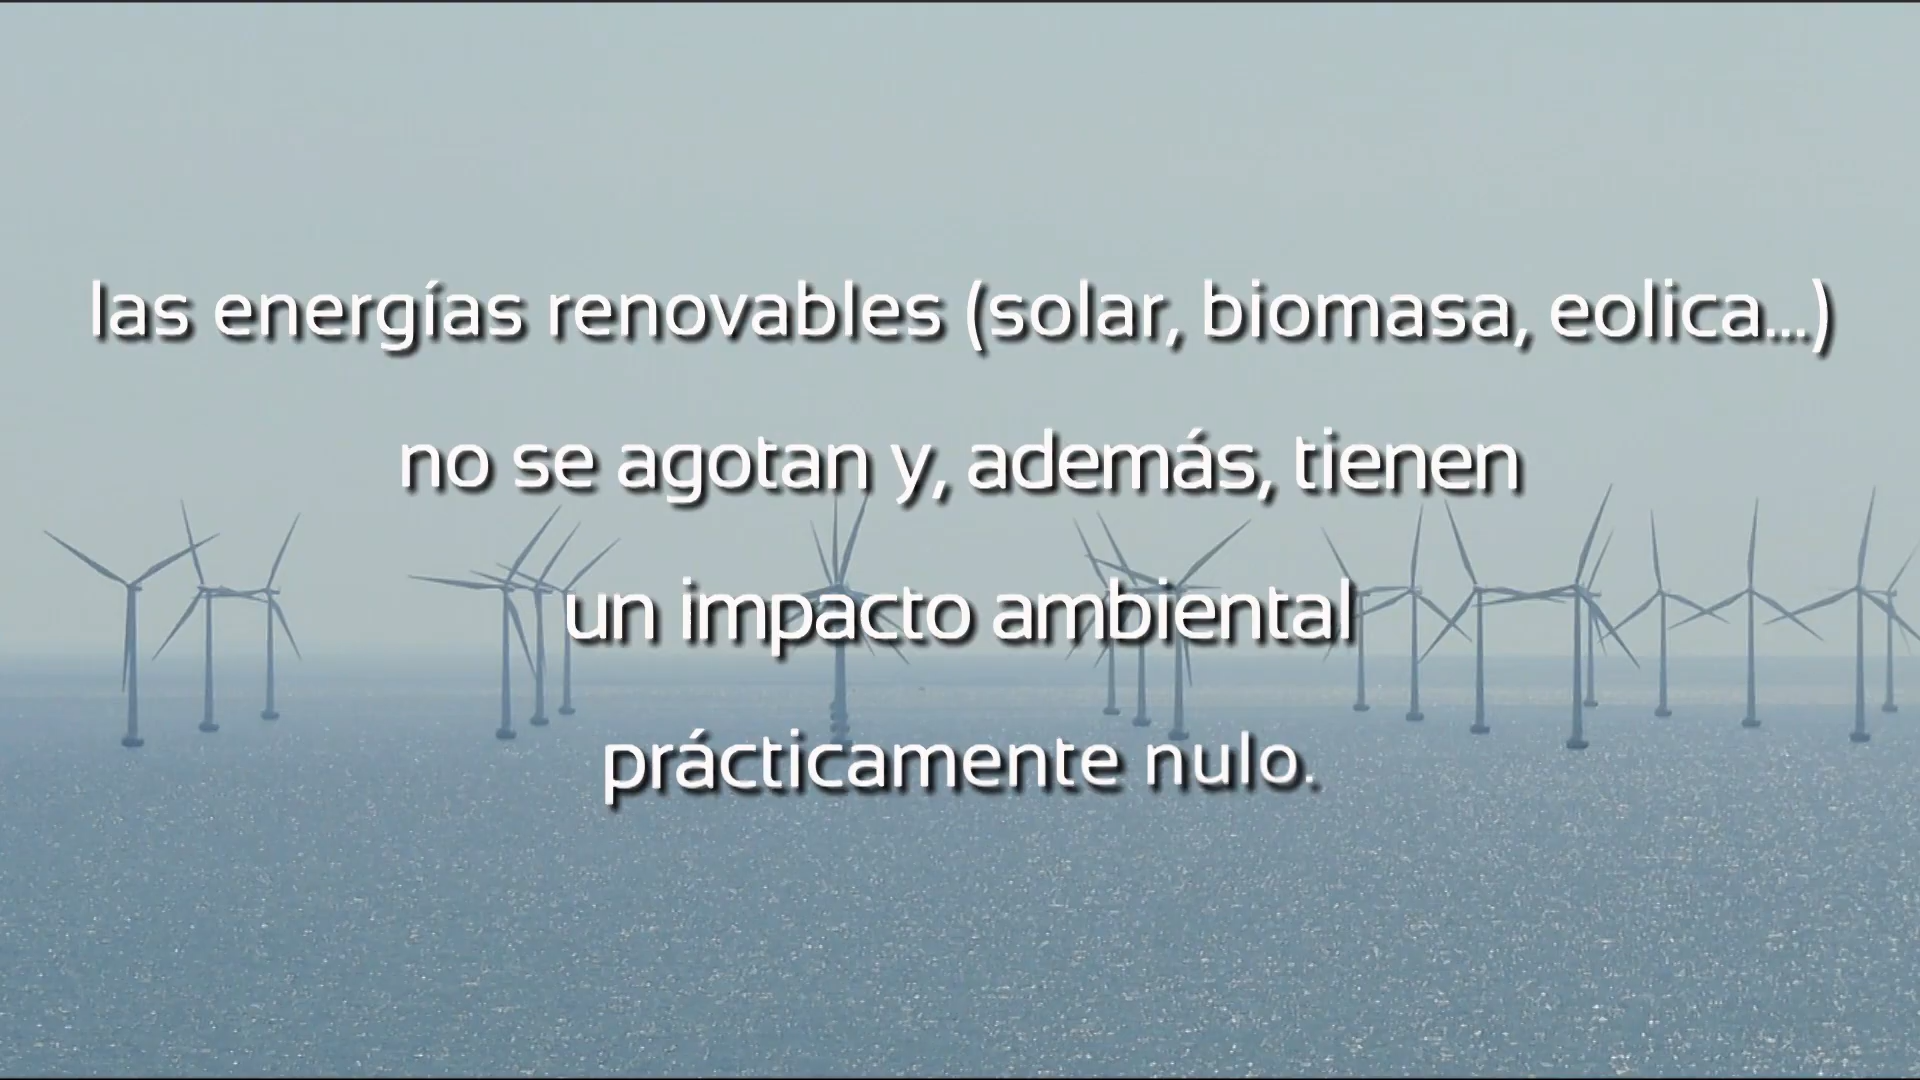 las energías renovables (solar, biomasa, eolica...)
no se agotan y, además, tienen
un impacto ambiental
prácticamente nulo.